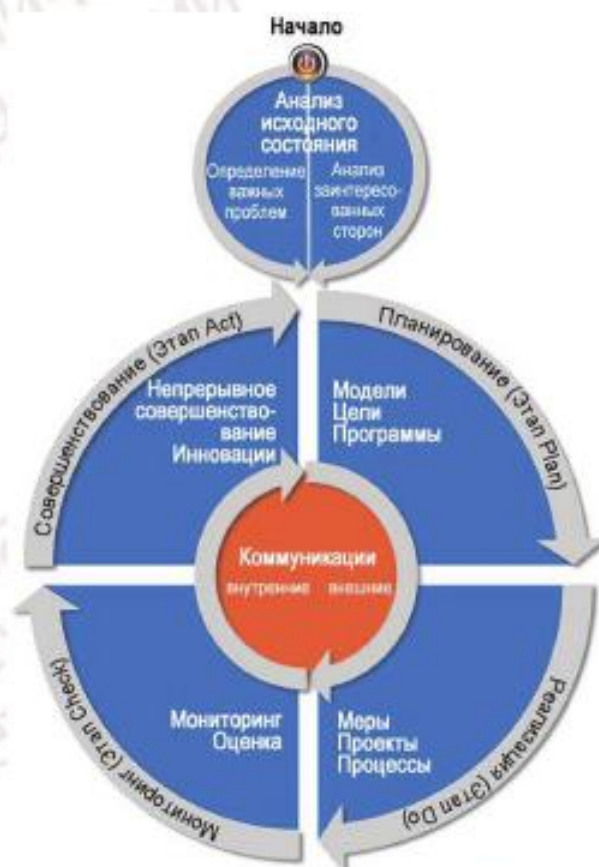 Начало
Анализ
исходного
состояния
Определение
важных
проблем
Анализ
заинтересо-
ванных
сторон
Совершенствование (Этап Act)
Планирование (Этап Plan)
Непрерывное
совершенство-
вание
Инновации
Модели
Цели
Программы
Коммуникации
внутренние внешние
Мониторинг
Оценка
Меры
Проекты
Процессы
Мониторинг (Этап Check)
Реализация (Этап Do)